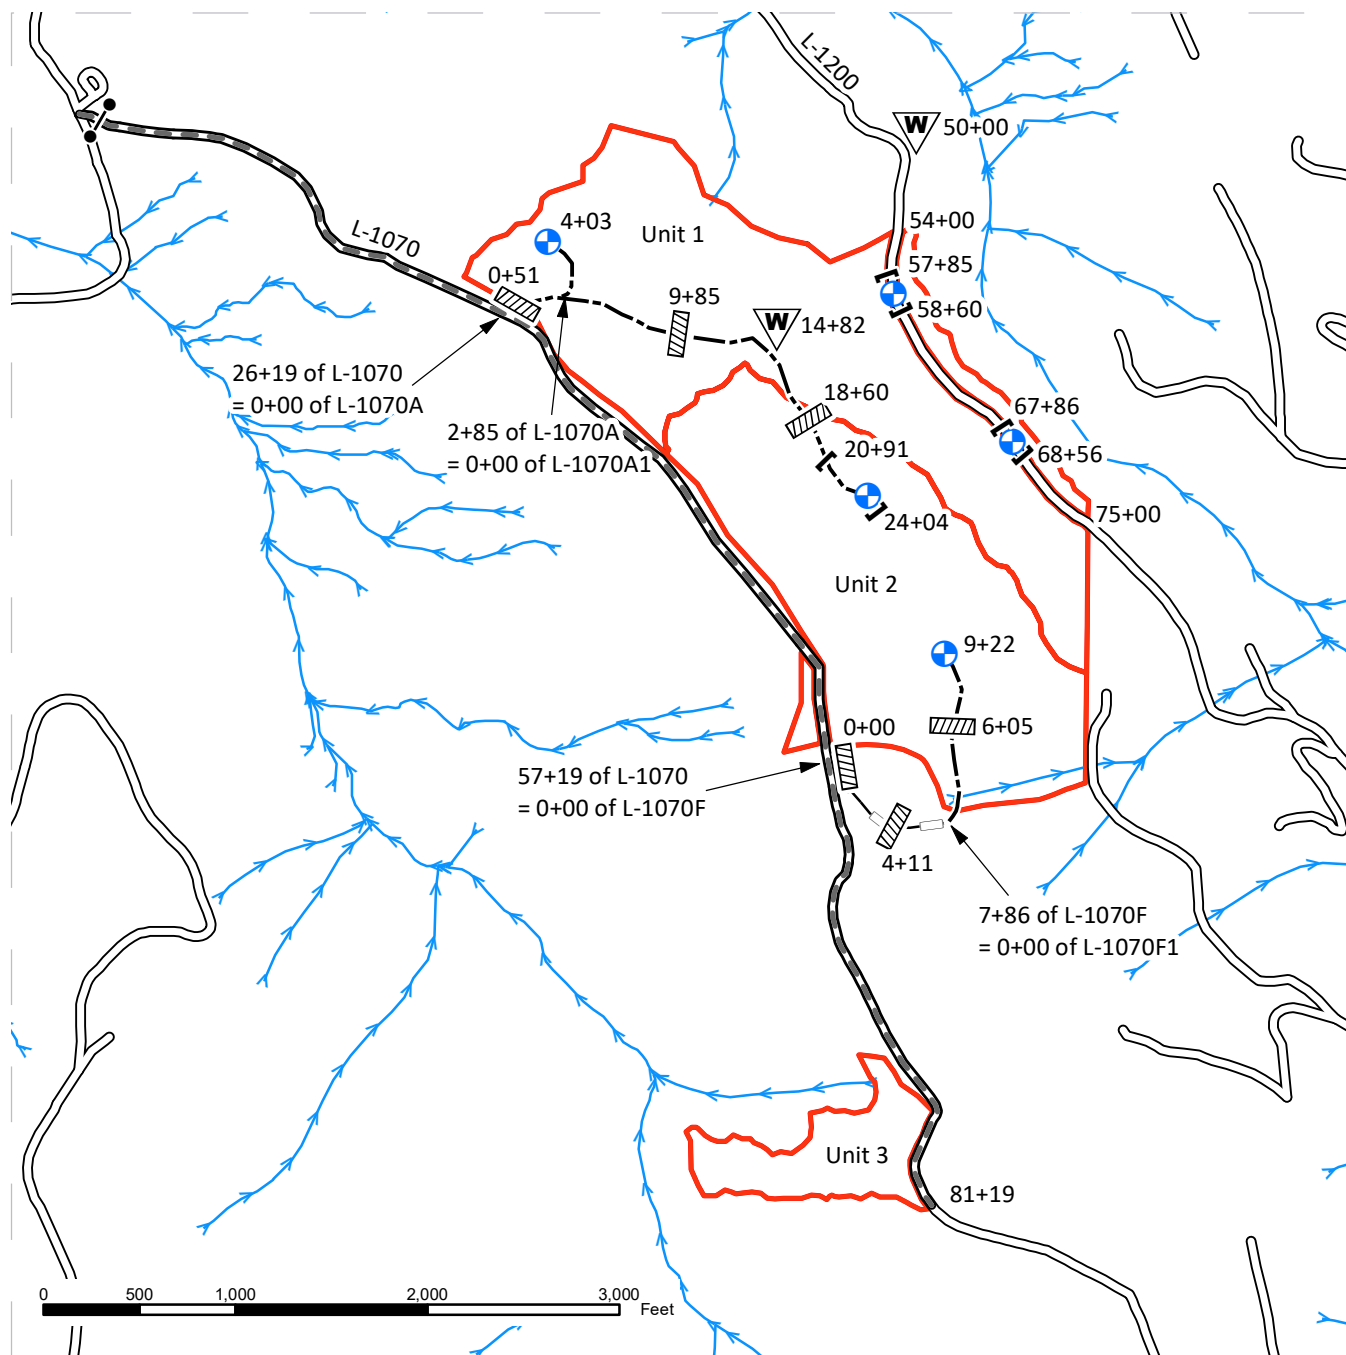 L-1200
W
50+00
54+00
4+03
Unit 1
L-1070
57+85
0+51
9+85
58+60
W
14+82
26+19 of L-1070
= 0+00 of L-1070A
18+60
67+86
2+85 of L-1070A
= 0+00 of L-1070A1
20+91
68+56
24+04
75+00
Unit 2
9+22
0+00
6+05
57+19 of L-1070
= 0+00 of L-1070F
4+11
7+86 of L-1070F
= 0+00 of L-1070F1
Unit 3
81+19
0 500 1,000 2,000 3,000
Feet